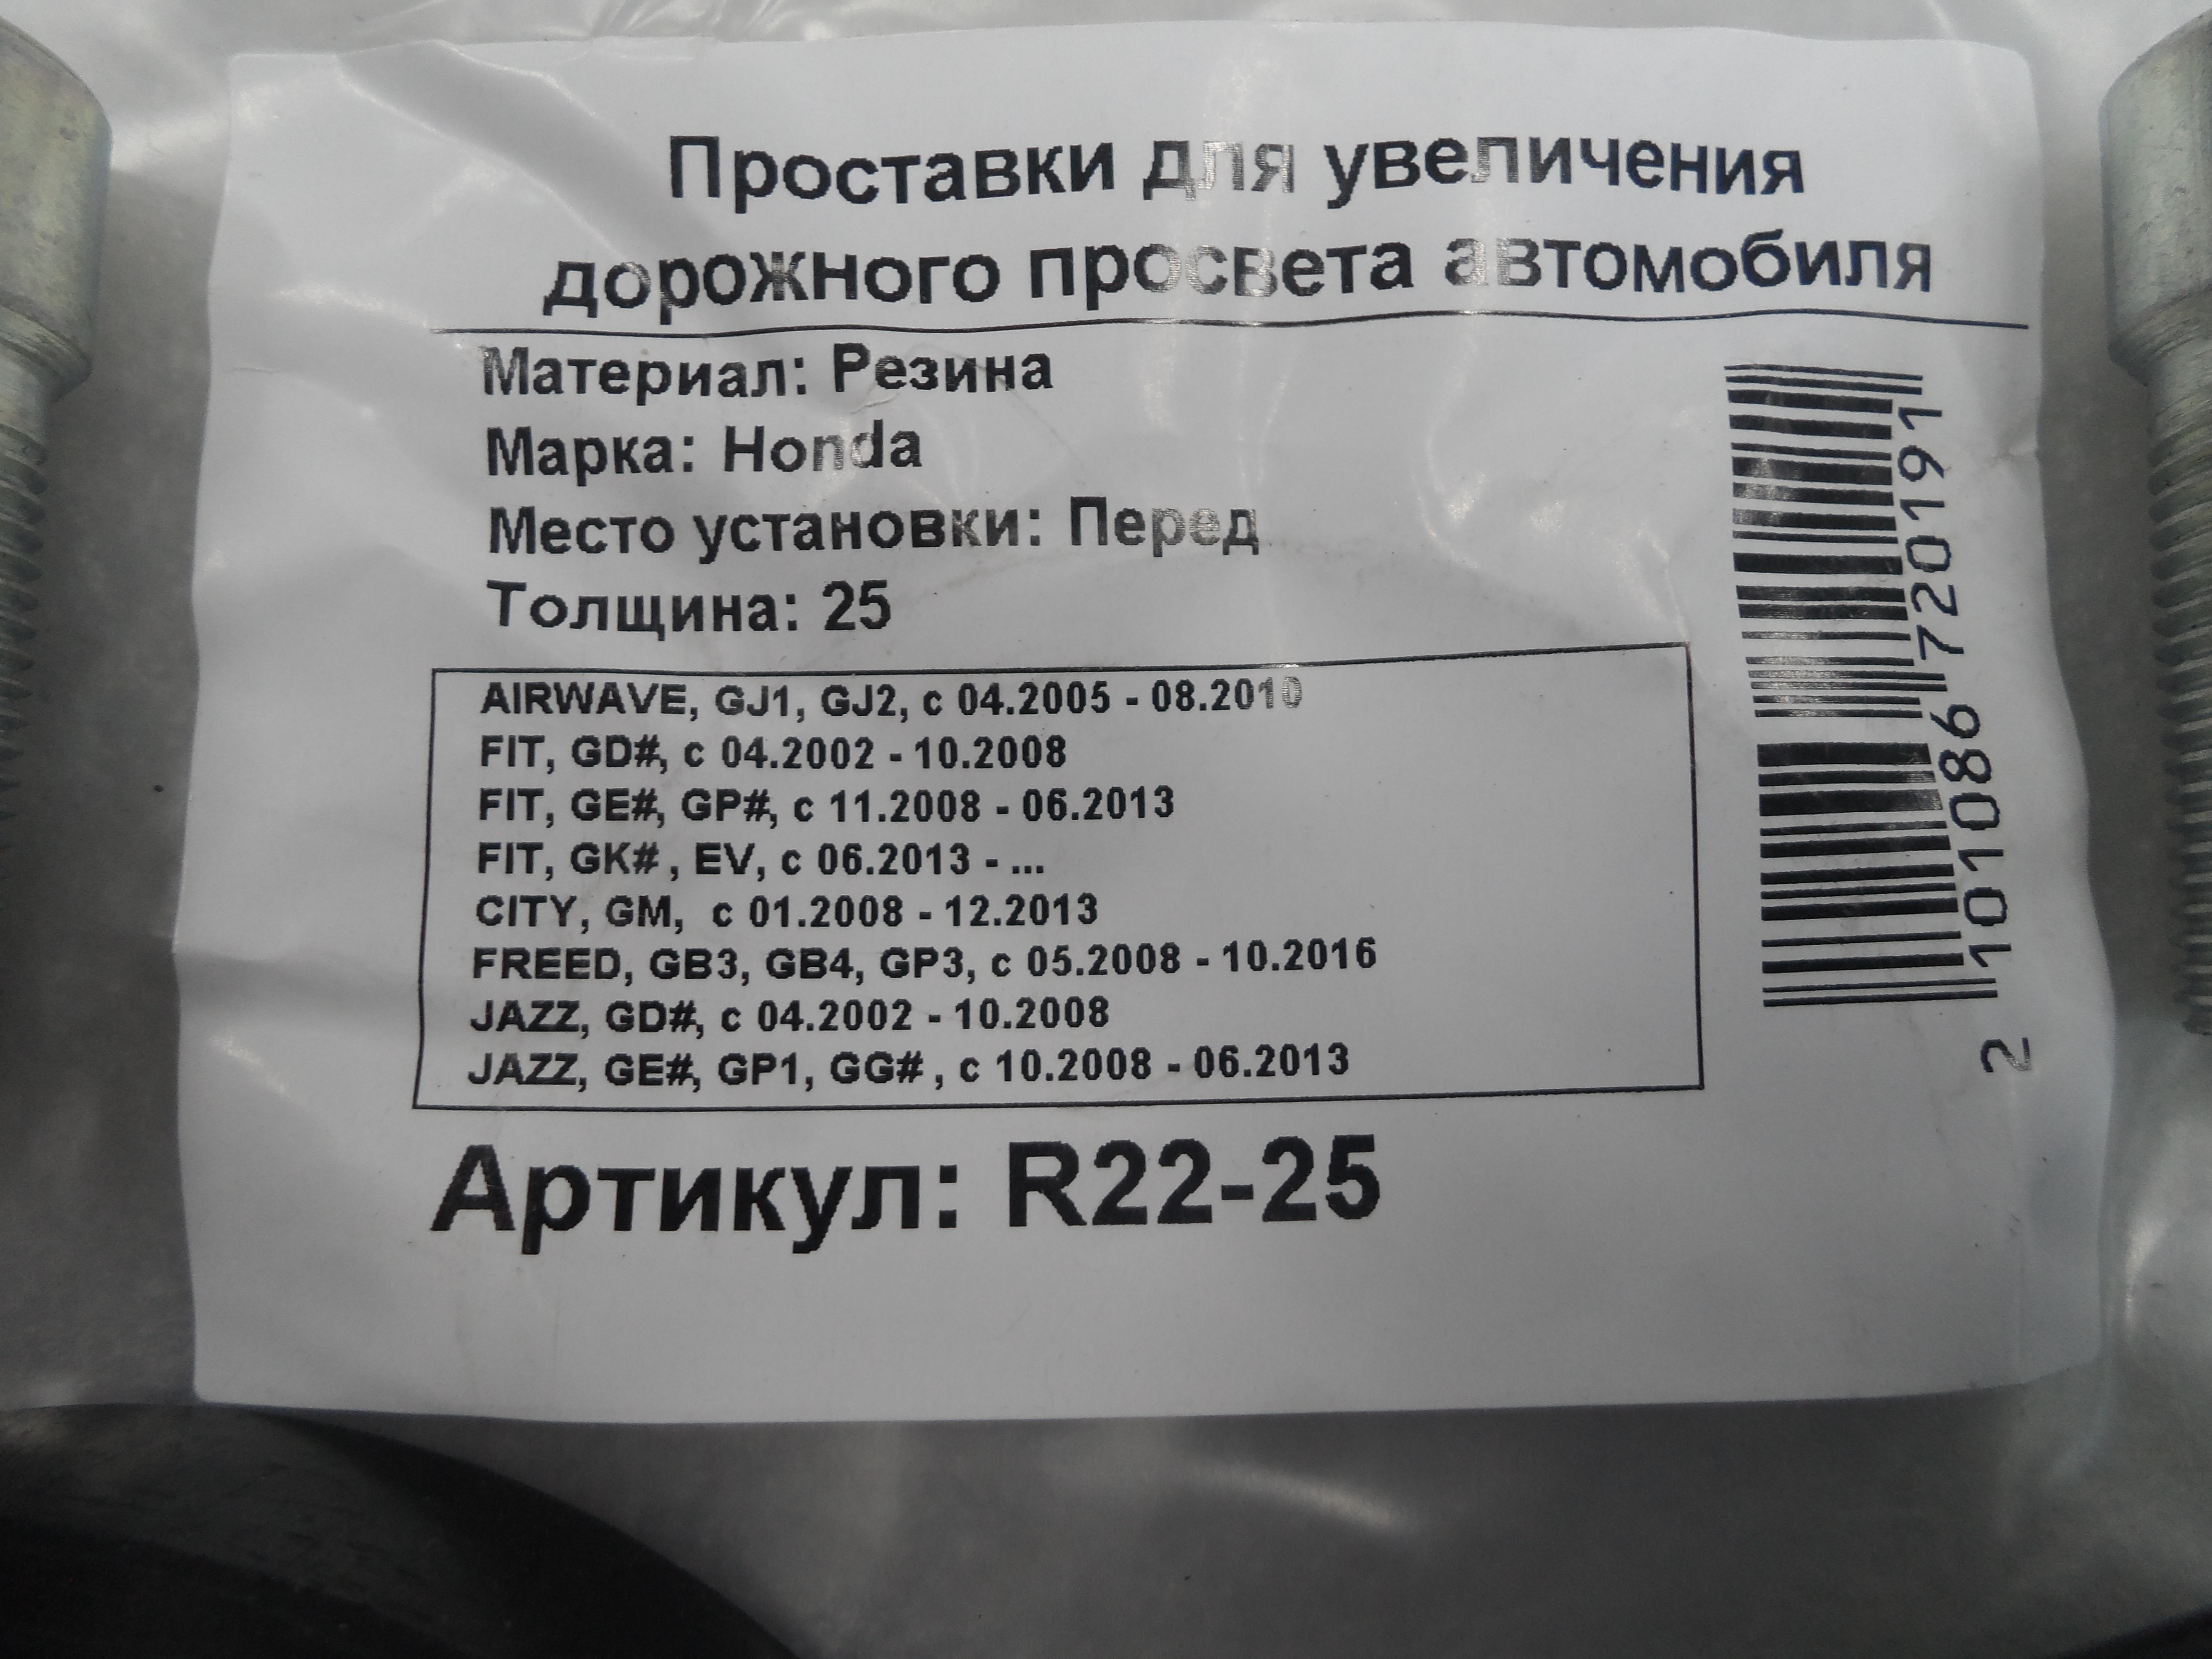 Проставки для увеличения
дорожного просвета автомобиля
Материал: Резина
Марка: Honda
Место установки: Перед
Толщина: 25
AIRWAVE, GJ1, GJ2, с 04.2005 - 08.2010
FIT, GD#, с 04.2002 - 10.2008
FIT, GE#, GP#, с 11.2008 - 06.2013
FIT, GK# , EV, с 06.2013 - ...
CITY, GM,  с 01.2008 - 12.2013
FREED, GB3, GB4, GP3, с 05.2008 - 10.2016
JAZZ, GD#, с 04.2002 - 10.2008
JAZZ, GE#, GP1, GG# , с 10.2008 - 06.2013
Артикул: R22-25
2 101086 720191